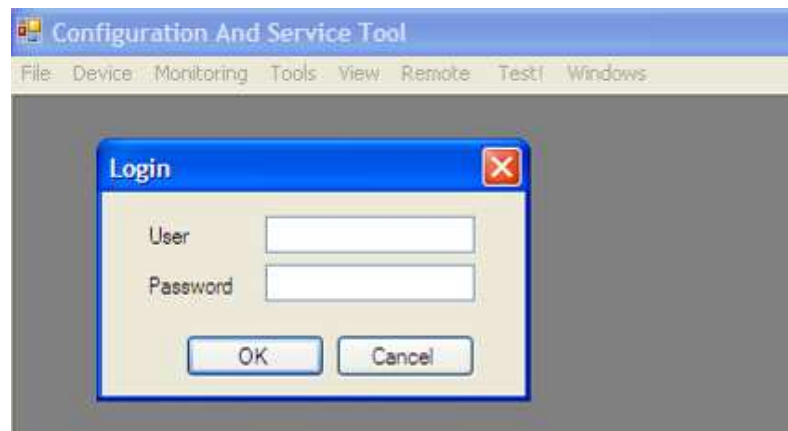 Configuration And Service Tool
File Device Monitoring Tools View Remote Test! Windows
Login
User
Password
OK Cancel